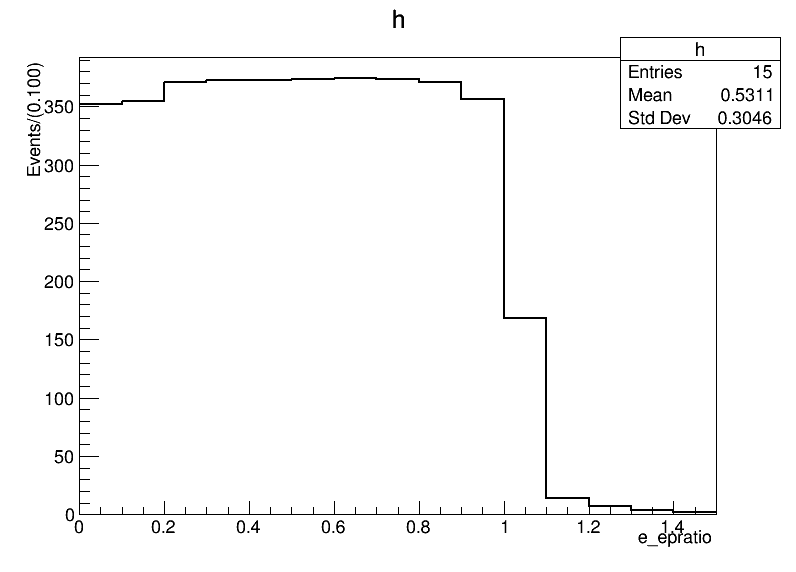 h
h
Entries 15
Mean 0.5311
Std Dev 0.3046
Events/(0.100)
350
300
250
200
150
100
50
0
0 0.2 0.4 0.6 0.8 1 1.2 1.4
e_epratio